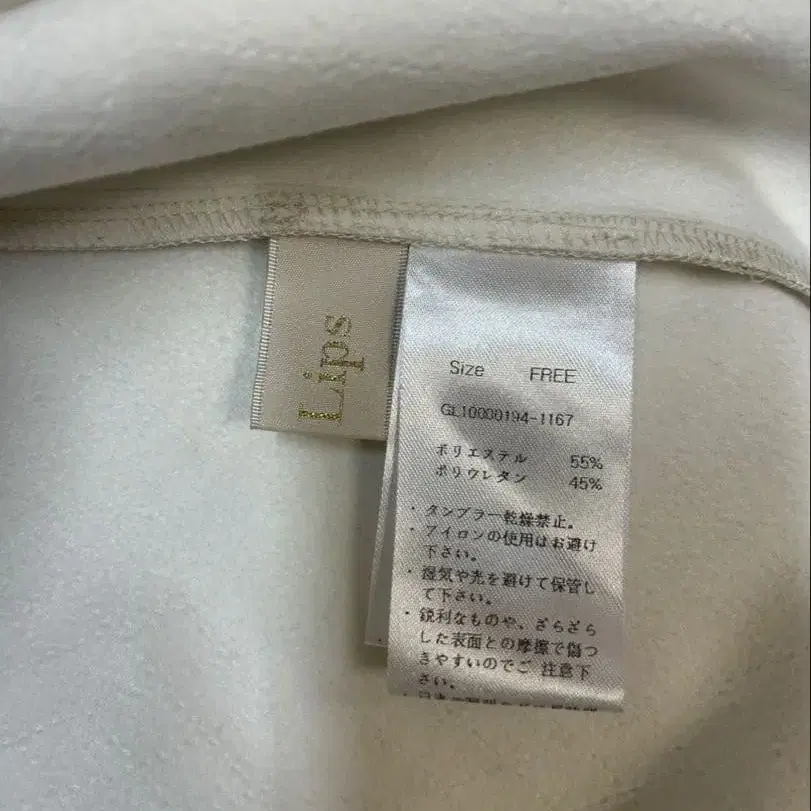 Lips
Size FREE
GL10000194-1167
ポリエステル 55%
ポリウレタン 45%
・タンブラー乾燥禁止。
・アイロンの使用はお避け
下さい。
・湿気や光を避けて保管し
て下さい。
・鋭利なものや、ざらざら
した表面との摩擦で傷つ
きやすいのでご 注意下
さい。